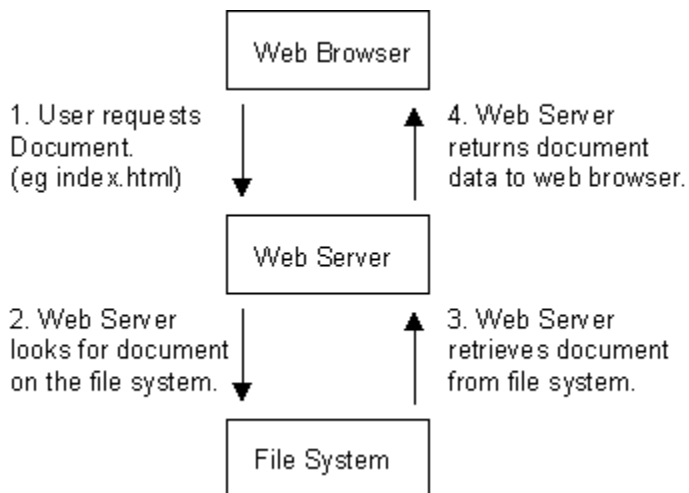 Web Browser
1. User requests
Document.
(eg index.html)
4. Web Server
returns document
data to web browser.
Web Server
2. Web Server
looks for document
on the file system.
3. Web Server
retrieves document
from file system.
File System